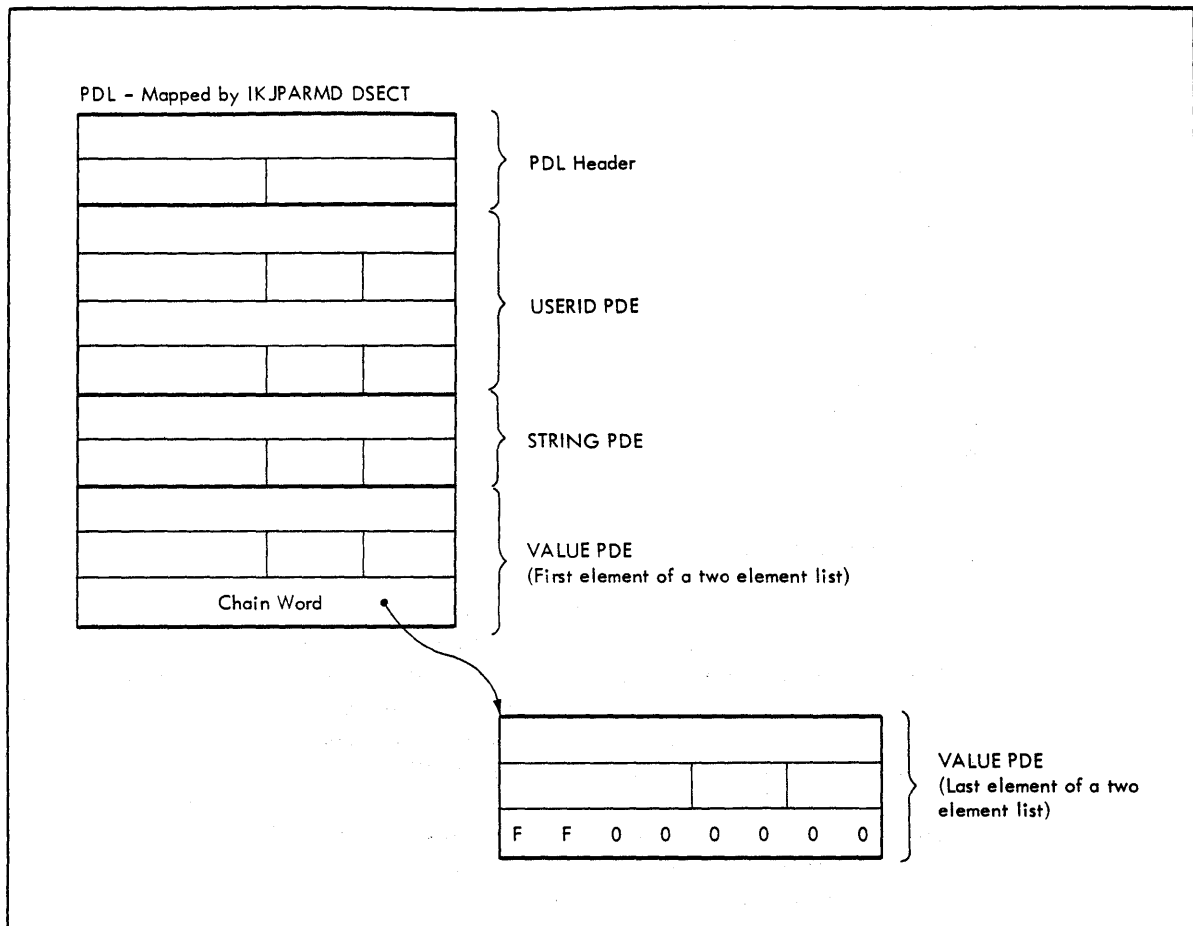 PDL - Mapped by IKJPARMD DSECT
PDL Header
USERID PDE
STRING PDE
VALUE PDE
(First element of a two element list)
Chain Word
VALUE PDE
(Last element of a two
element list)
F F 0 0 0 0 0 0